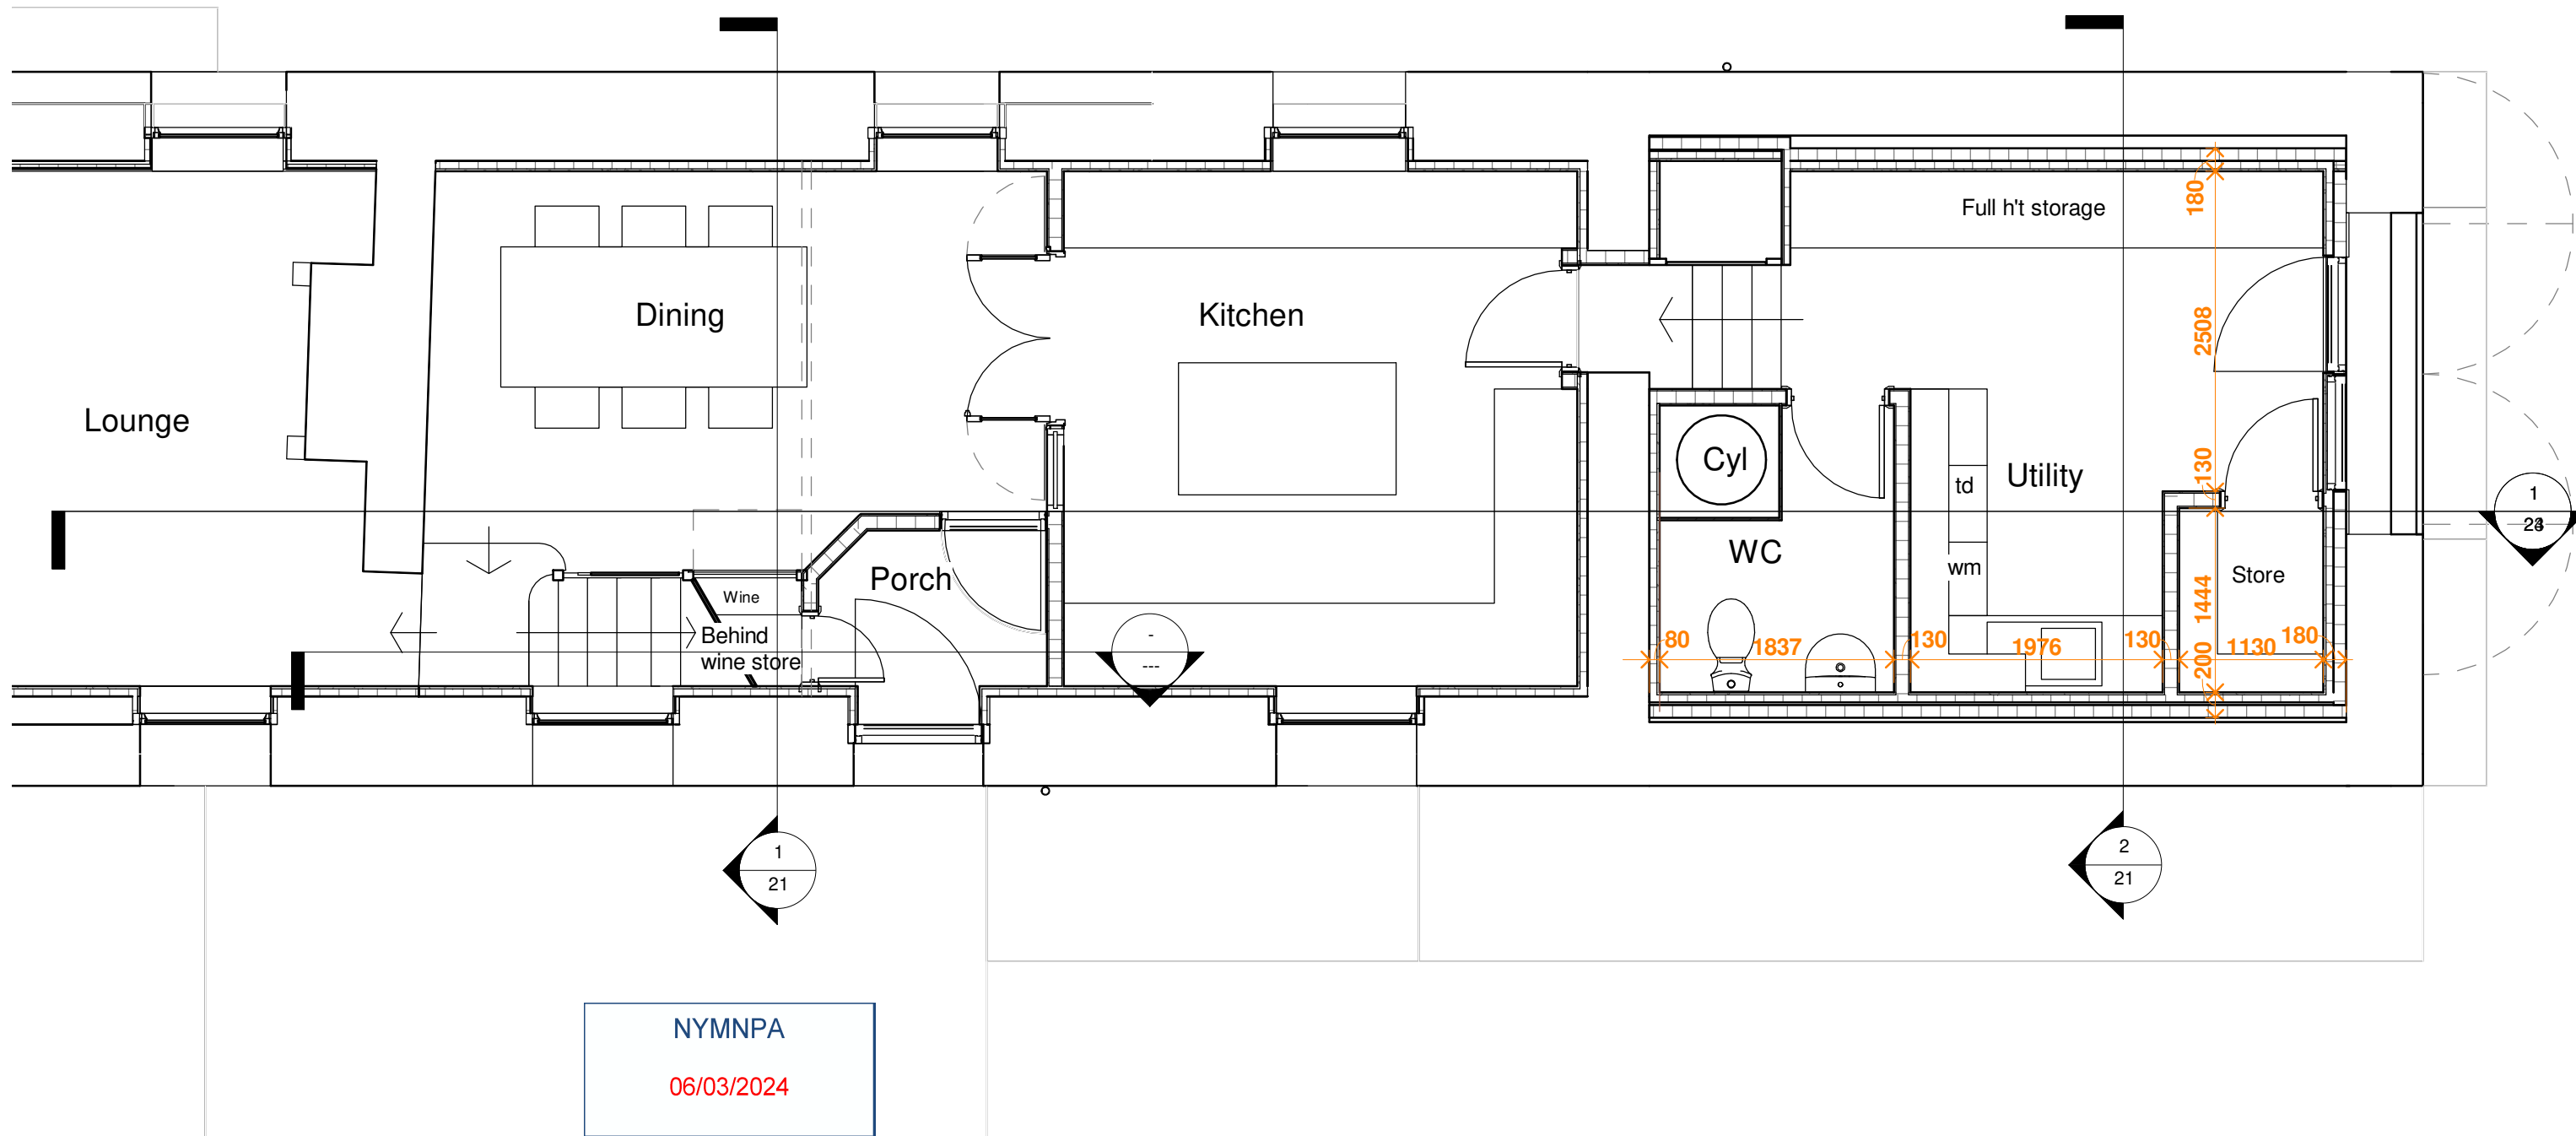 Full h't storage
180
Dining
Kitchen
2508
Lounge
Cyl
td
Utility
130
1
WC
Porch
wm
Store
Wine
1444
Behind
wine store
-
---
80
1837
130
1976
130
200
1130
180
1
21
2
21
NYMNPA
06/03/2024